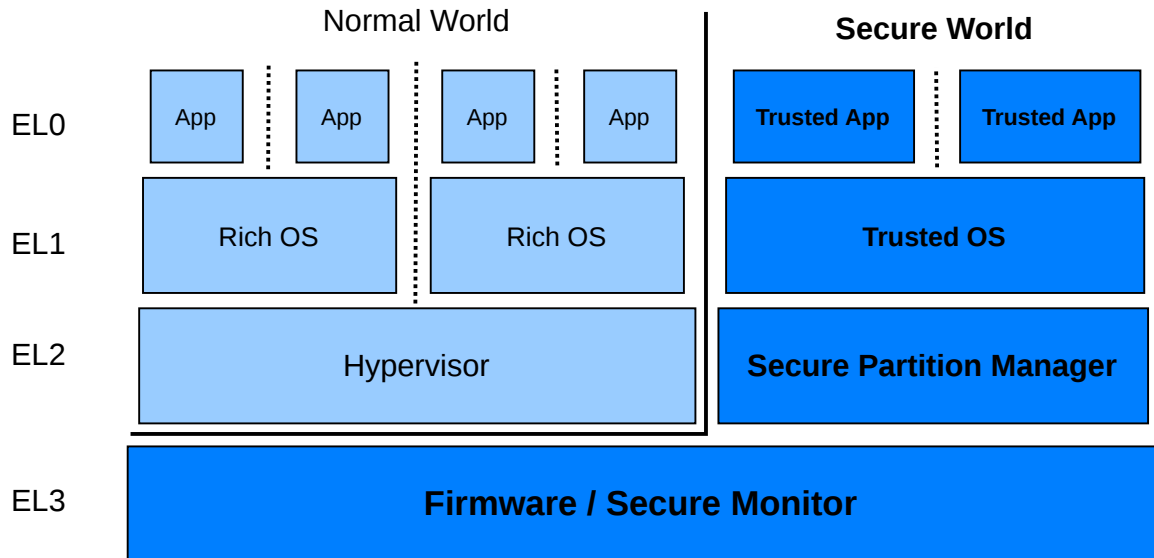 Normal World
Secure World
EL0
App
App
App
App
Trusted App
Trusted App
EL1
Rich OS
Rich OS
Trusted OS
EL2
Hypervisor
Secure Partition Manager
EL3
Firmware / Secure Monitor